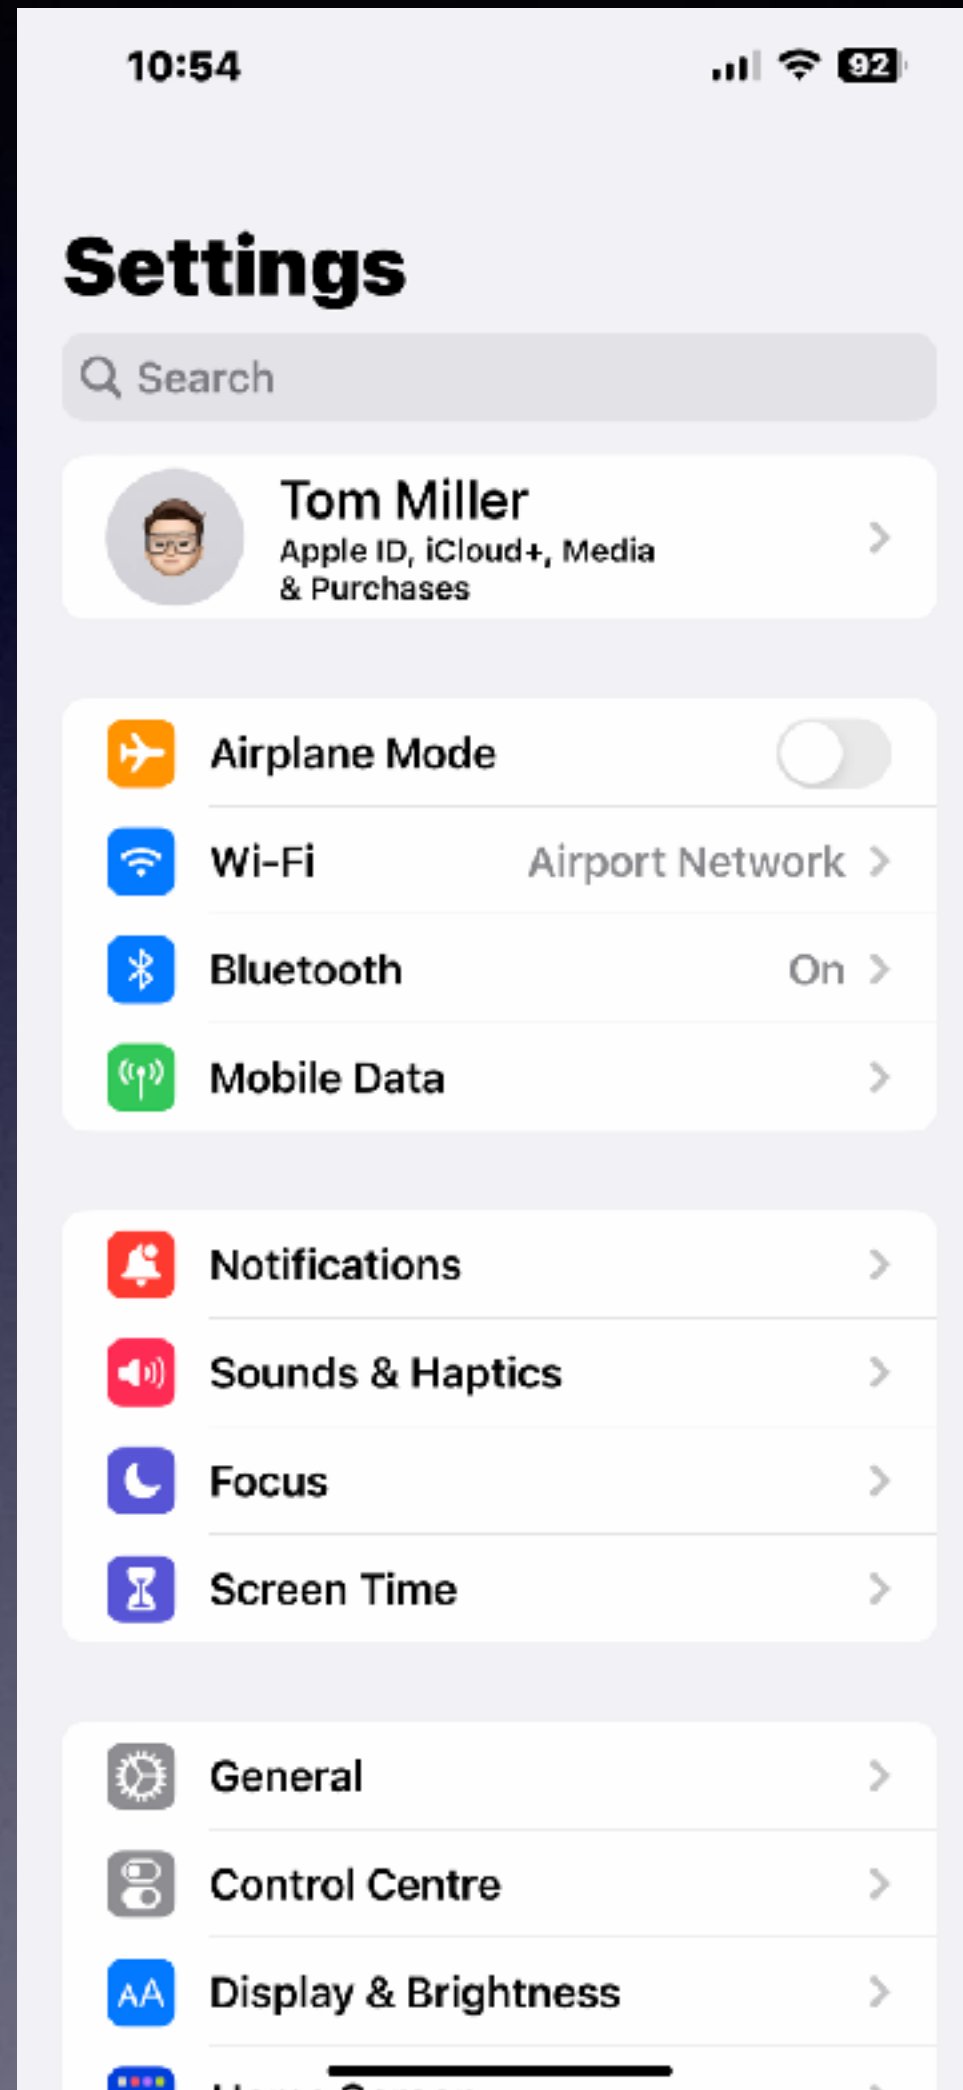 10:54
92
Settings
Search
Tom Miller
Apple ID, iCloud+, Media
& Purchases
Airplane Mode
Wi-Fi Airport Network
Bluetooth On
Mobile Data
Notifications
Sounds & Haptics
Focus
Screen Time
General
Control Centre
AA Display & Brightness